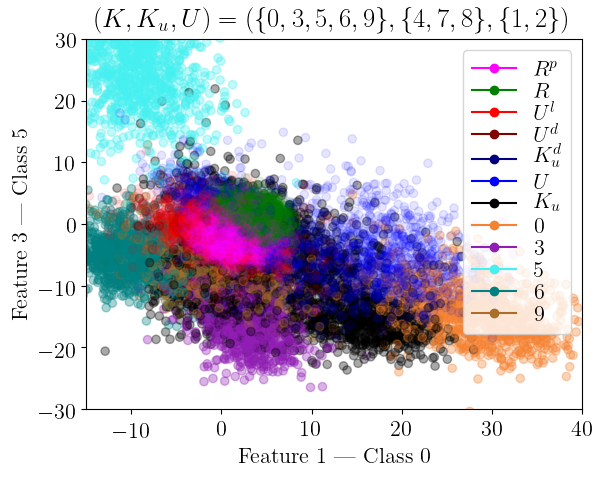 (K, K_u, U) = ({0, 3, 5, 6, 9}, {4, 7, 8}, {1, 2})
30
20
10
0
−10
−20
−30
Feature 3 — Class 5
R^p
R
U^l
U^d
K_u^d
U
K_u
0
3
5
6
9
−10
0
10
20
30
40
Feature 1 — Class 0